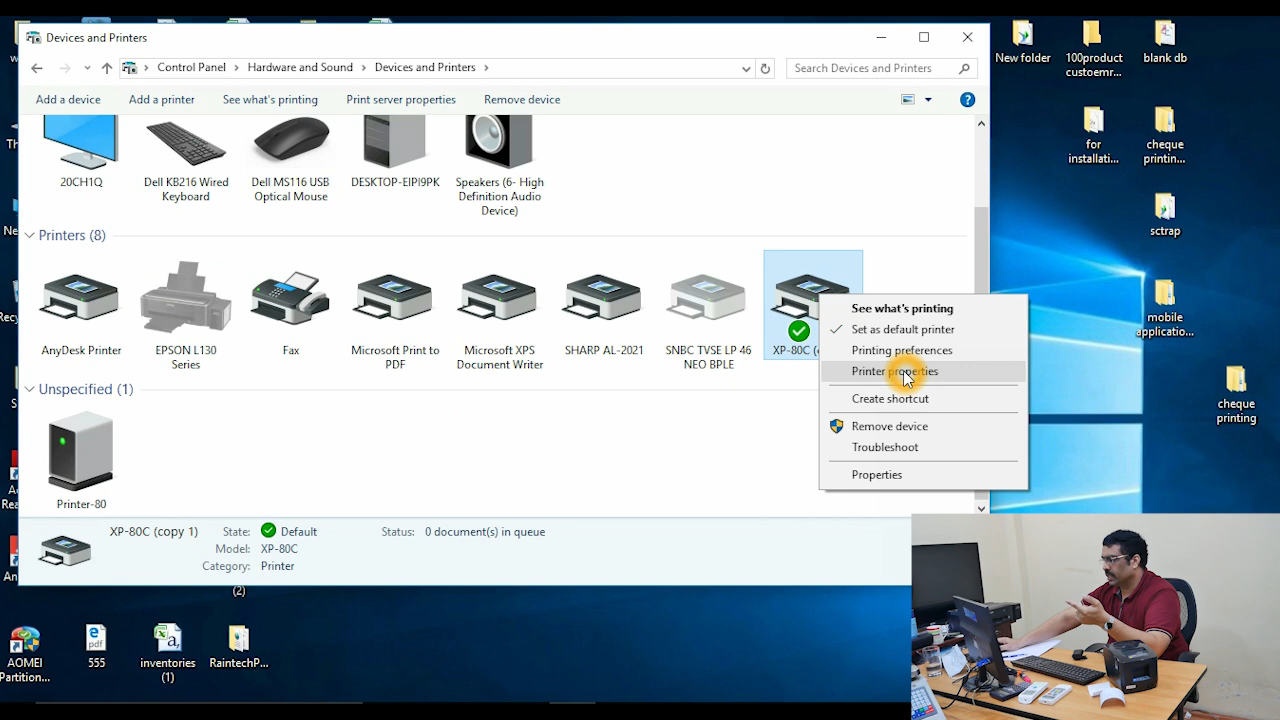 Devices and Printers
Control Panel
Hardware and Sound
Devices and Printers
Search Devices and Printers
Add a device
Add a printer
See what's printing
Print server properties
Remove device
20CH1Q
Dell KB216 Wired
Keyboard
Dell MS116 USB
Optical Mouse
DESKTOP-EIPI9PK
Speakers (6- High
Definition Audio
Device)
Printers (8)
AnyDesk Printer
EPSON L130
Series
Fax
Microsoft Print to
PDF
Microsoft XPS
Document Writer
SHARP AL-2021
SNBC TVSE LP 46
NEO BPLE
XP-80C (
See what's printing
Set as default printer
Printing preferences
Printer properties
Create shortcut
Remove device
Troubleshoot
Properties
Unspecified (1)
Printer-80
XP-80C (copy 1)
State:
Default
Status:
0 document(s) in queue
Model:
XP-80C
Category:
Printer
(2)
New folder
100product
custoemr...
blank db
for
installati...
cheque
printin...
sctrap
mobile
applicatio...
cheque
printing
AOMEI
Partition...
555
inventories
(1)
RaintechP...